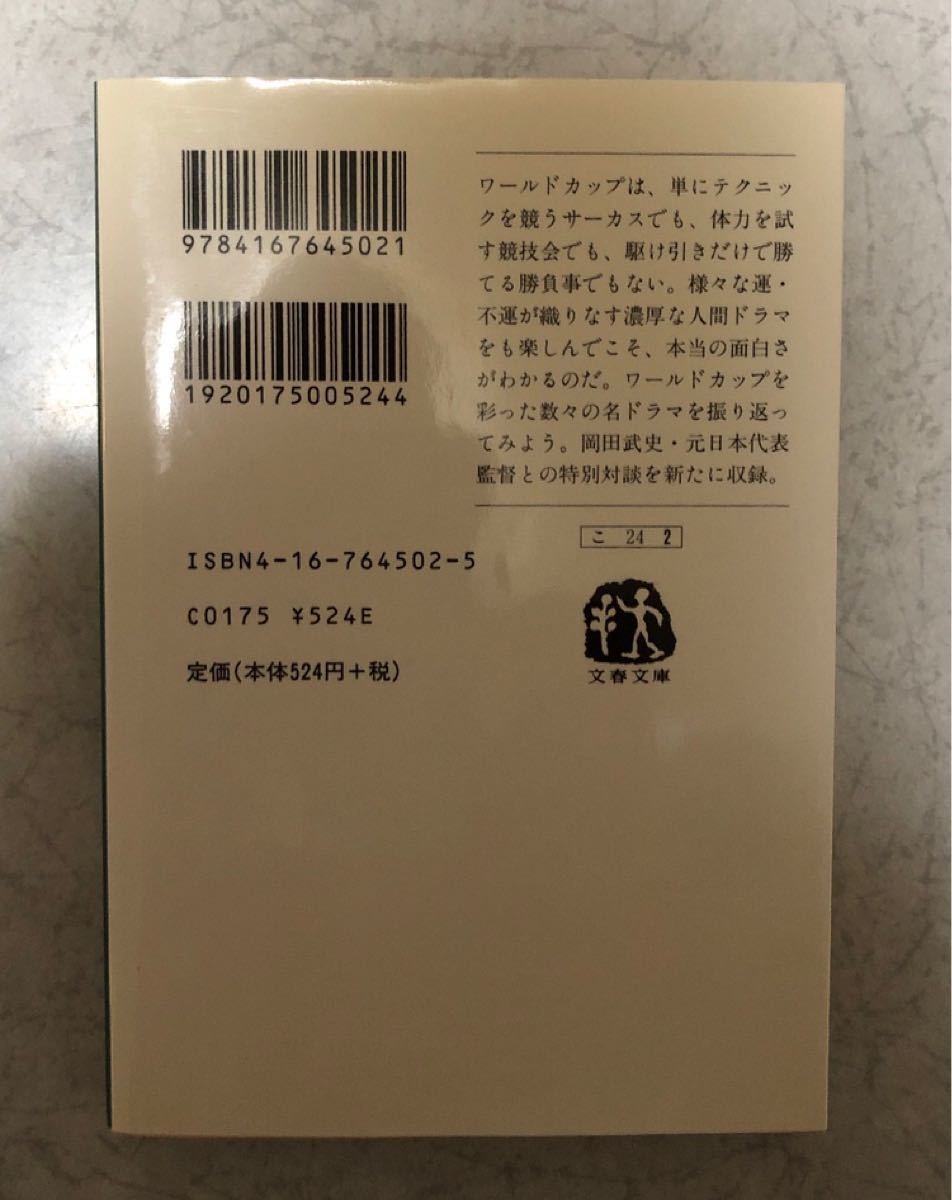 9784167645021
1920175005244
ISBN4-16-764502-5
C0175 ¥524E
定価(本体524円+税)
ワールドカップは、単にテクニッ
クを競うサーカスでも、体力を試
す競技会でも、駆け引きだけで勝
てる勝負事でもない。様々な運・
不運が織りなす濃厚な人間ドラマ
をも楽しんでこそ、本当の面白さ
がわかるのだ。ワールドカップを
彩った数々の名ドラマを振り返っ
てみよう。岡田武史・元日本代表
監督との特別対談を新たに収録。
こ 24 2
文春文庫